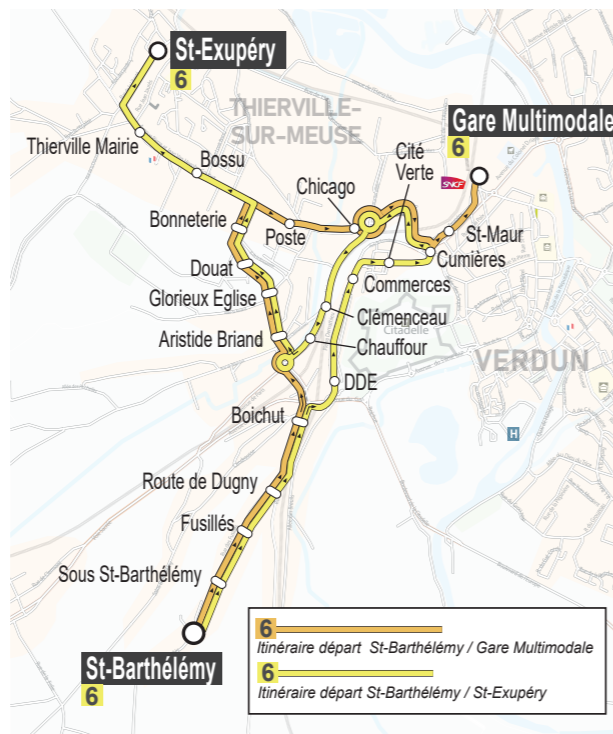 St-Exupéry
6
THIERVILLE-
SUR-MEUSE
Gare Multimodale
6
SNCF
Thierville Mairie
Bossu
Cité
Verte
Chicago
Bonneterie
Poste
St-Maur
Cumières
Douat
Commerces
Glorieux Eglise
Clémenceau
Citadelle
Aristide Briand
Chauffour
VERDUN
DDE
Boichut
H
Route de Dugny
Fusillés
Sous St-Barthélémy
St-Barthélémy
6
6
Itinéraire départ St-Barthélémy / Gare Multimodale
6
Itinéraire départ St-Barthélémy / St-Exupéry